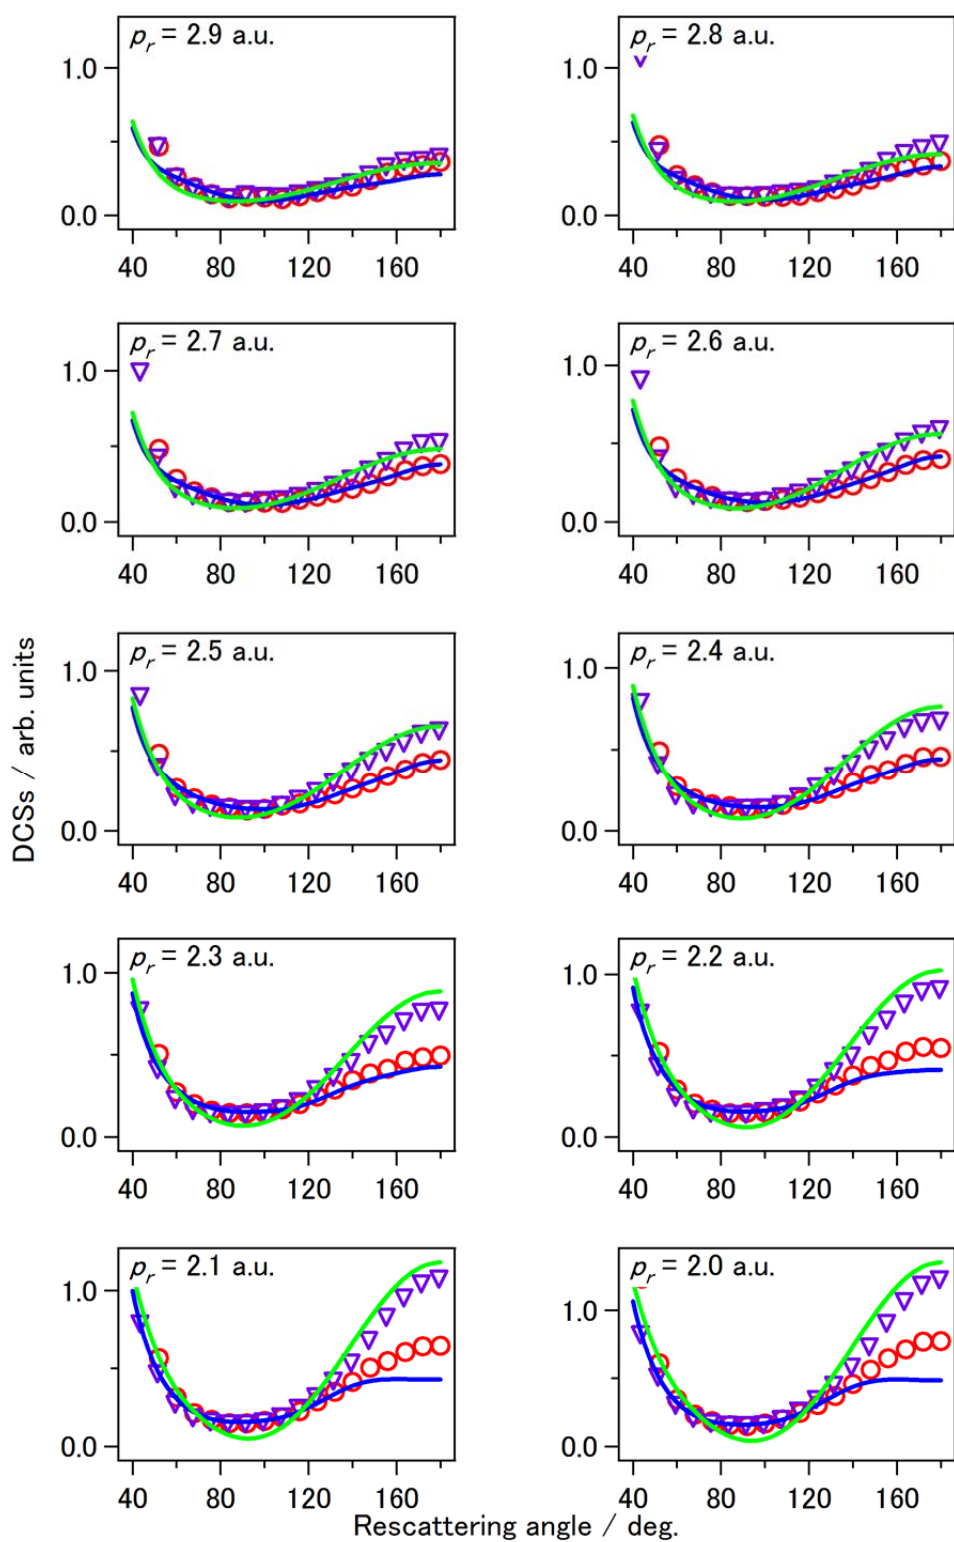 p_r = 2.9 a.u.
1.0
0.0
40 80 120 160
p_r = 2.8 a.u.
1.0
0.0
40 80 120 160
p_r = 2.7 a.u.
1.0
0.0
40 80 120 160
p_r = 2.6 a.u.
1.0
0.0
40 80 120 160
p_r = 2.5 a.u.
1.0
0.0
40 80 120 160
p_r = 2.4 a.u.
1.0
0.0
40 80 120 160
DCSs / arb. units
p_r = 2.3 a.u.
1.0
0.0
40 80 120 160
p_r = 2.2 a.u.
1.0
0.0
40 80 120 160
p_r = 2.1 a.u.
1.0
0.0
40 80 120 160
p_r = 2.0 a.u.
1.0
0.0
40 80 120 160
Rescattering angle / deg.